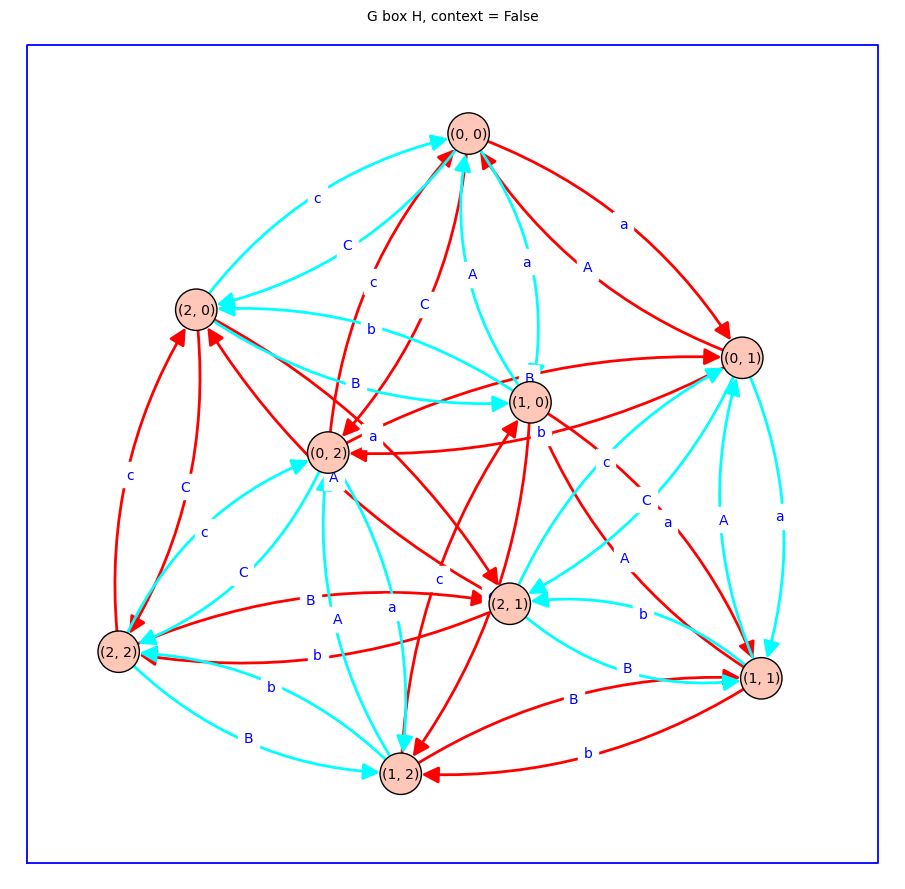 G box H, context = False
(0, 0)
c
a
C
c
a
A
A
C
(2, 0)
b
(0, 1)
B
B
(1, 0)
a
b
(0, 2)
A
c
c
C
C
a
A
a
c
C
A
c
B
(2, 1)
a
b
A
(2, 2)
b
B
b
(1, 1)
B
B
b
(1, 2)